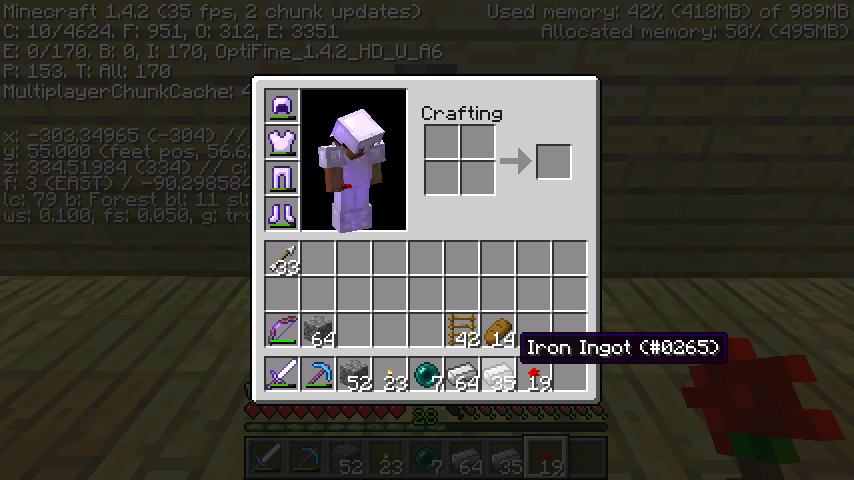 Minecraft 1.4.2 (35 fps, 2 chunk updates)
Used memory: 42% (418MB) of 989MB
C: 10/4624. F: 951, O: 312, E: 3351
Allocated memory: 50% (495MB)
E: 0/170. B: 0, I: 170, OptiFine_1.4.2_HD_U_A6
P: 153. T: All: 170
MultiplayerChunkCache: 4
x: -303.34965 (-304) //
y: 55.000 (feet pos, 56.6
z: 334.51984 (334) // c:
f: 3 (EAST) / -90.298584
lc: 79 b: Forest bl: 11 sl:
ws: 0.100, fs: 0.050, g: tru
Crafting
33
64 42 14
Iron Ingot (#0265)
52 23 7 64 35 19
28
52 23 7 64 35 19